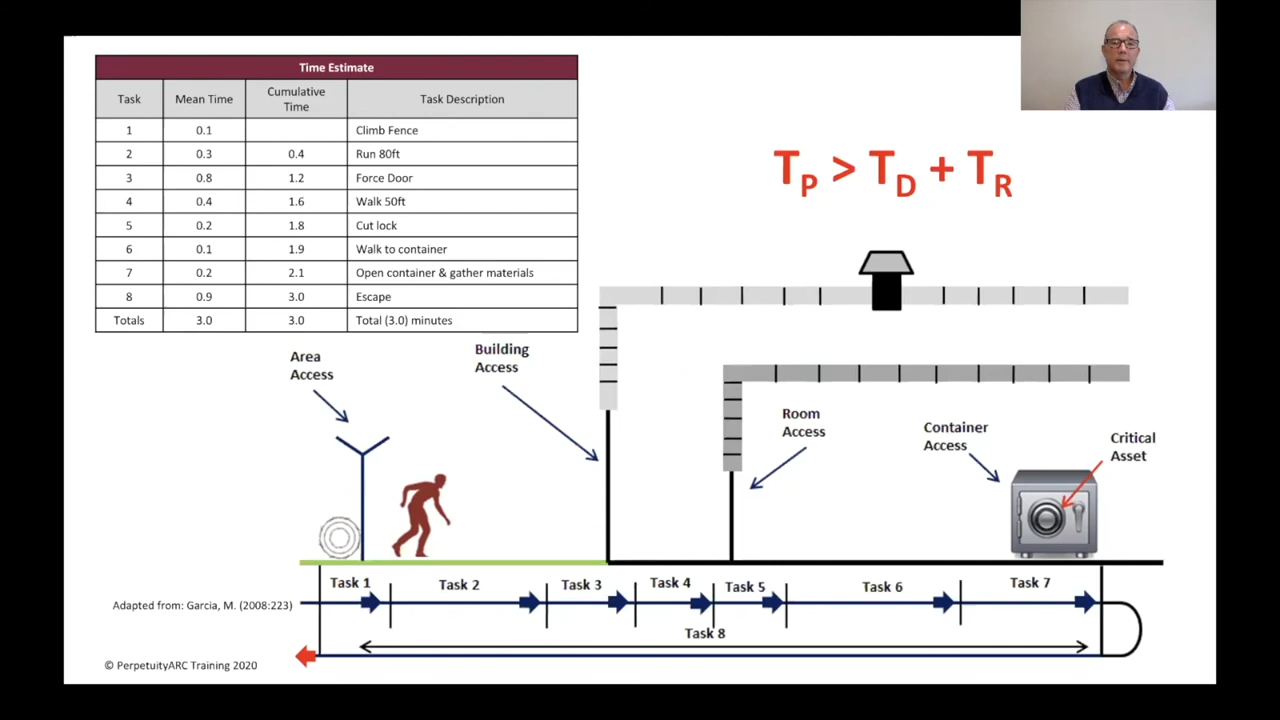 Time Estimate
Task Mean Time Cumulative Time Task Description
1 0.1 Climb Fence
2 0.3 0.4 Run 80ft
3 0.8 1.2 Force Door
4 0.4 1.6 Walk 50ft
5 0.2 1.8 Cut lock
6 0.1 1.9 Walk to container
7 0.2 2.1 Open container & gather materials
8 0.9 3.0 Escape
Totals 3.0 3.0 Total (3.0) minutes
TP > TD + TR
Area
Access
Building
Access
Room
Access
Container
Access
Critical
Asset
Task 1 Task 2 Task 3 Task 4 Task 5 Task 6 Task 7
Adapted from: Garcia, M. (2008:223)
Task 8
© PerpetuityARC Training 2020